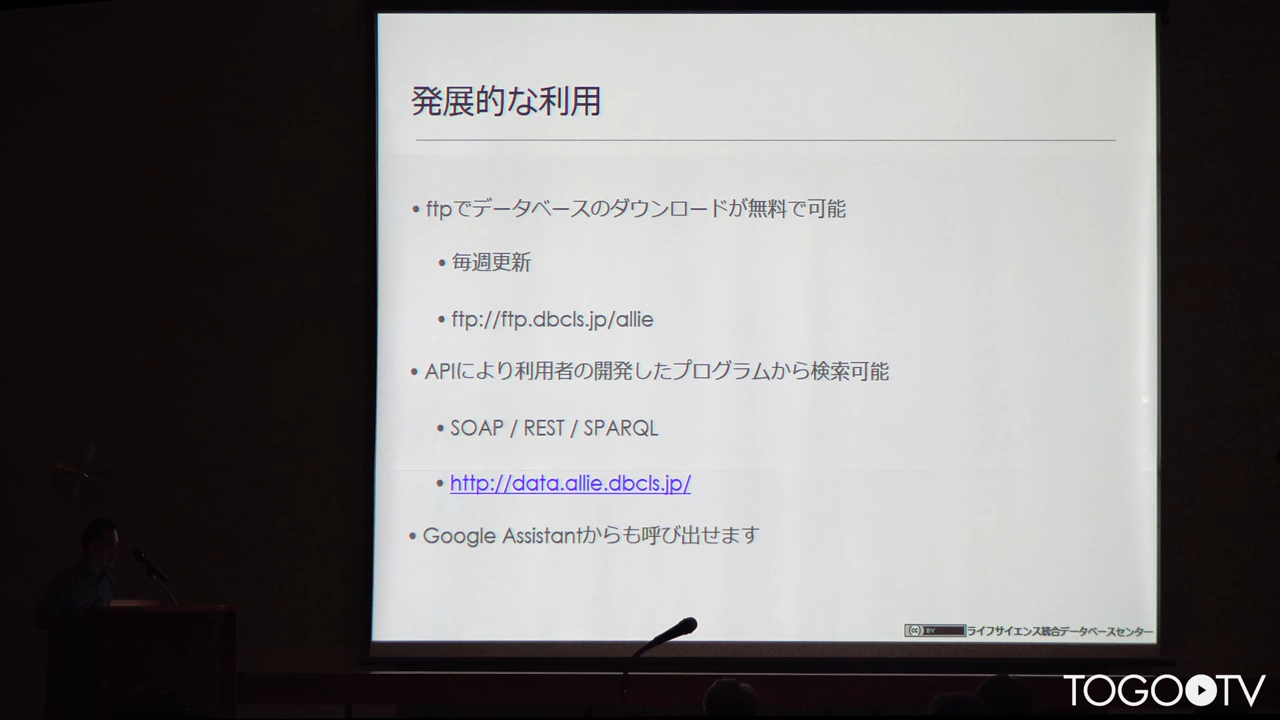 発展的な利用
• ftpでデータベースのダウンロードが無料で可能
• 毎週更新
• ftp://ftp.dbcls.jp/allie
• APIにより利用者の開発したプログラムから検索可能
• SOAP / REST / SPARQL
• http://data.allie.dbcls.jp/
• Google Assistantからも呼び出せます
(cc) BY ライフサイエンス統合データベースセンター
TOGOTV